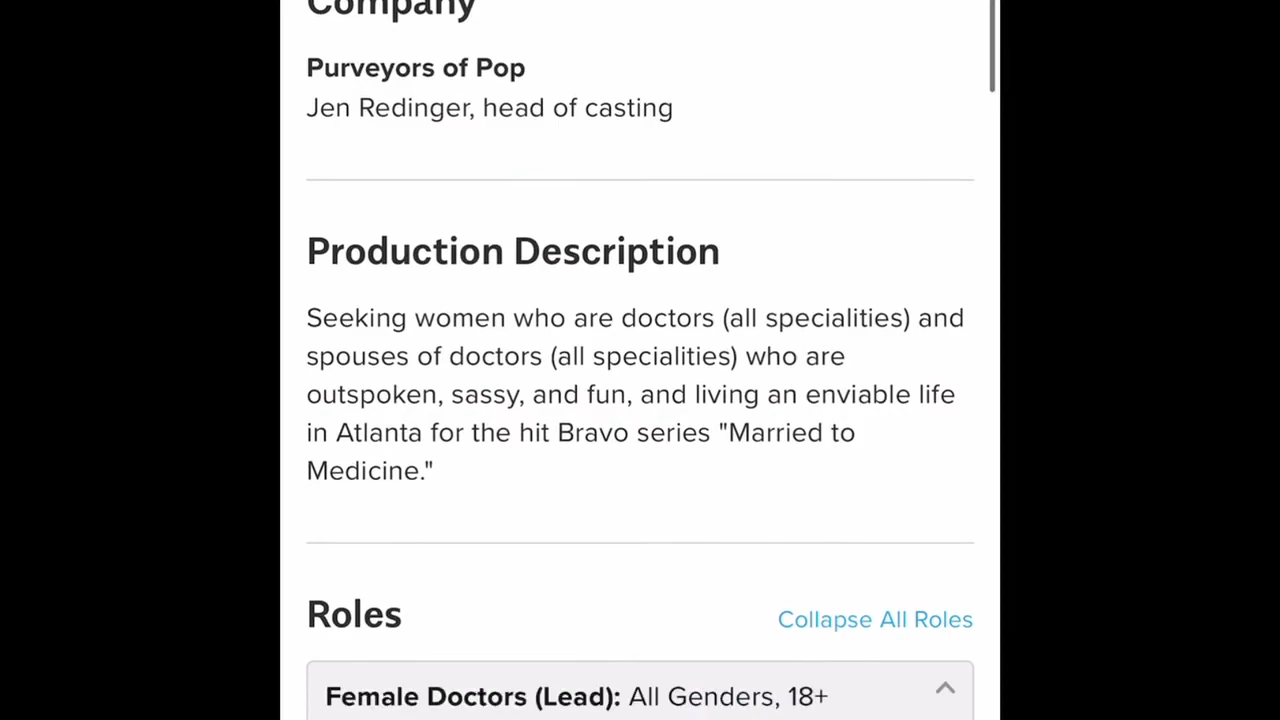 Company
Purveyors of Pop
Jen Redinger, head of casting
Production Description
Seeking women who are doctors (all specialities) and
spouses of doctors (all specialities) who are
outspoken, sassy, and fun, and living an enviable life
in Atlanta for the hit Bravo series "Married to
Medicine."
Roles
Collapse All Roles
Female Doctors (Lead): All Genders, 18+